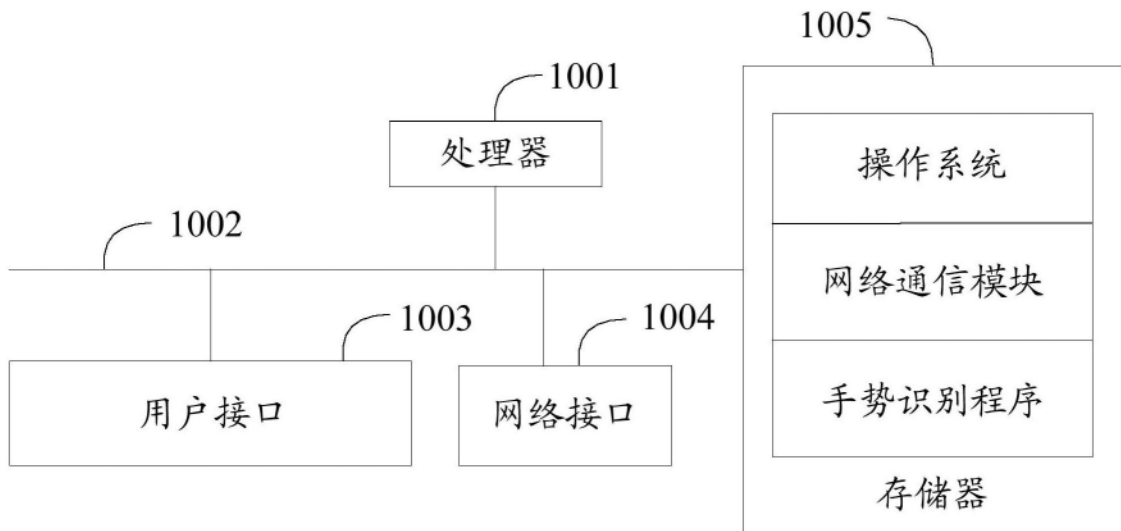 1005
1001
处理器
操作系统
1002
网络通信模块
1003
1004
用户接口
网络接口
手势识别程序
存储器